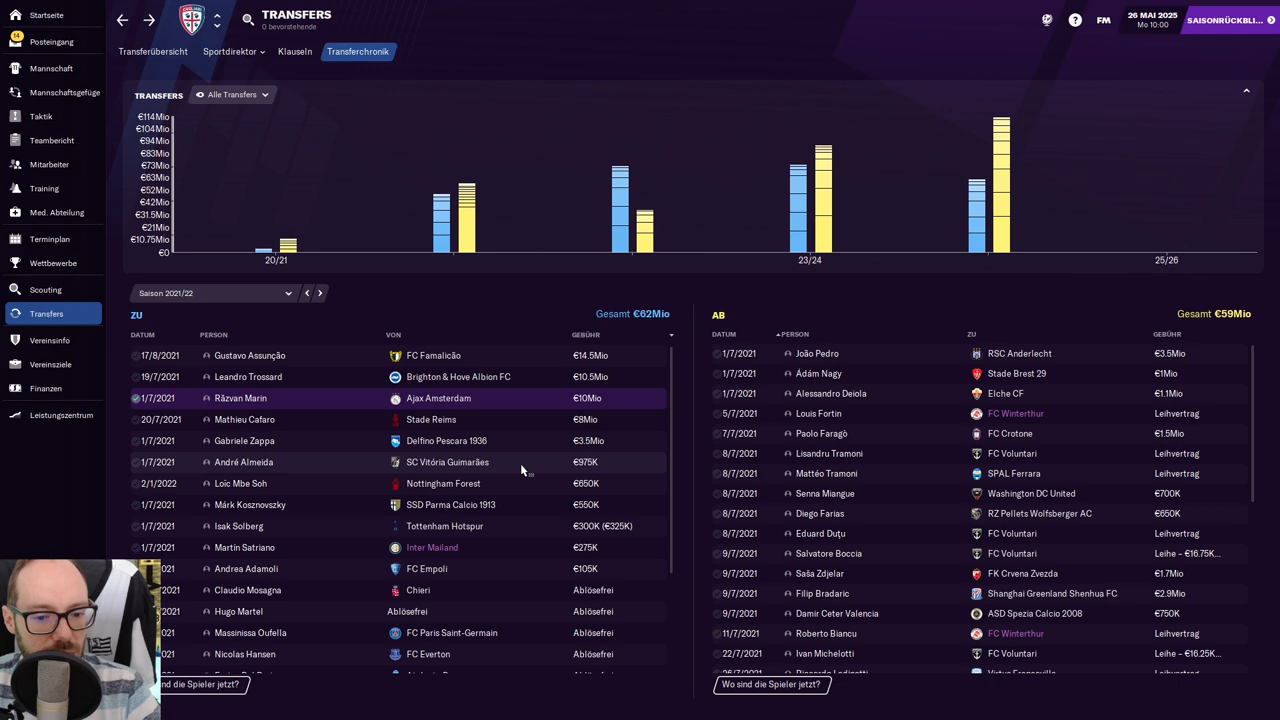 Startseite
14
Posteingang
Mannschaft
Mannschaftsgefüge
Taktik
Teambericht
Mitarbeiter
Training
Med. Abteilung
Terminplan
Wettbewerbe
Scouting
Transfers
Vereinsinfo
Vereinsziele
Finanzen
Leistungszentrum
TRANSFERS
0 bevorstehende
FM
26 MAI 2025
Mo 10:00
SAISONRÜCKBLI...
Transferübersicht Sportdirektor Klauseln Transferchronik
TRANSFERS Alle Transfers
€114Mio
€104Mio
€94Mio
€83Mio
€73Mio
€63Mio
€52Mio
€42Mio
€31.5Mio
€21Mio
€10.75Mio
€0
20/21 23/24 25/26
Saison 2021/22
ZU Gesamt €62Mio
DATUM PERSON VON GEBÜHR
17/8/2021 Gustavo Assunção FC Famalicão €14.5Mio
19/7/2021 Leandro Trossard Brighton & Hove Albion FC €10.5Mio
1/7/2021 Răzvan Marin Ajax Amsterdam €10Mio
20/7/2021 Mathieu Cafaro Stade Reims €8Mio
1/7/2021 Gabriele Zappa Delfino Pescara 1936 €3.5Mio
1/7/2021 André Almeida SC Vitória Guimarães €975K
2/1/2022 Loïc Mbe Soh Nottingham Forest €650K
1/7/2021 Márk Kosznovszky SSD Parma Calcio 1913 €550K
1/7/2021 Isak Solberg Tottenham Hotspur €300K (€325K)
1/7/2021 Martín Satriano Inter Mailand €275K
/2021 Andrea Adamoli FC Empoli €105K
/2021 Claudio Mosagna Chieri Ablösefrei
/2021 Hugo Martel Ablösefrei Ablösefrei
/2021 Massinissa Oufella FC Paris Saint-Germain Ablösefrei
/2021 Nicolas Hansen FC Everton Ablösefrei
nd die Spieler jetzt?
AB Gesamt €59Mio
DATUM PERSON ZU GEBÜHR
1/7/2021 João Pedro RSC Anderlecht €3.5Mio
1/7/2021 Ádám Nagy Stade Brest 29 €1Mio
1/7/2021 Alessandro Deiola Elche CF €1.1Mio
5/7/2021 Louis Fortin FC Winterthur Leihvertrag
7/7/2021 Paolo Faragò FC Crotone €1.5Mio
8/7/2021 Lisandru Tramoni FC Voluntari Leihvertrag
8/7/2021 Mattéo Tramoni SPAL Ferrara Leihvertrag
8/7/2021 Senna Miangue Washington DC United €700K
8/7/2021 Diego Farias RZ Pellets Wolfsberger AC €650K
8/7/2021 Eduard Duțu FC Voluntari Leihvertrag
9/7/2021 Salvatore Boccia FC Voluntari Leihe – €16.75K...
9/7/2021 Saša Zdjelar FK Crvena Zvezda €1.7Mio
9/7/2021 Filip Bradaric Shanghai Greenland Shenhua FC €2.9Mio
9/7/2021 Damir Ceter Valencia ASD Spezia Calcio 2008 €750K
11/7/2021 Roberto Biancu FC Winterthur Leihvertrag
22/7/2021 Ivan Michelotti FC Voluntari Leihe – €16.25K...
Wo sind die Spieler jetzt?